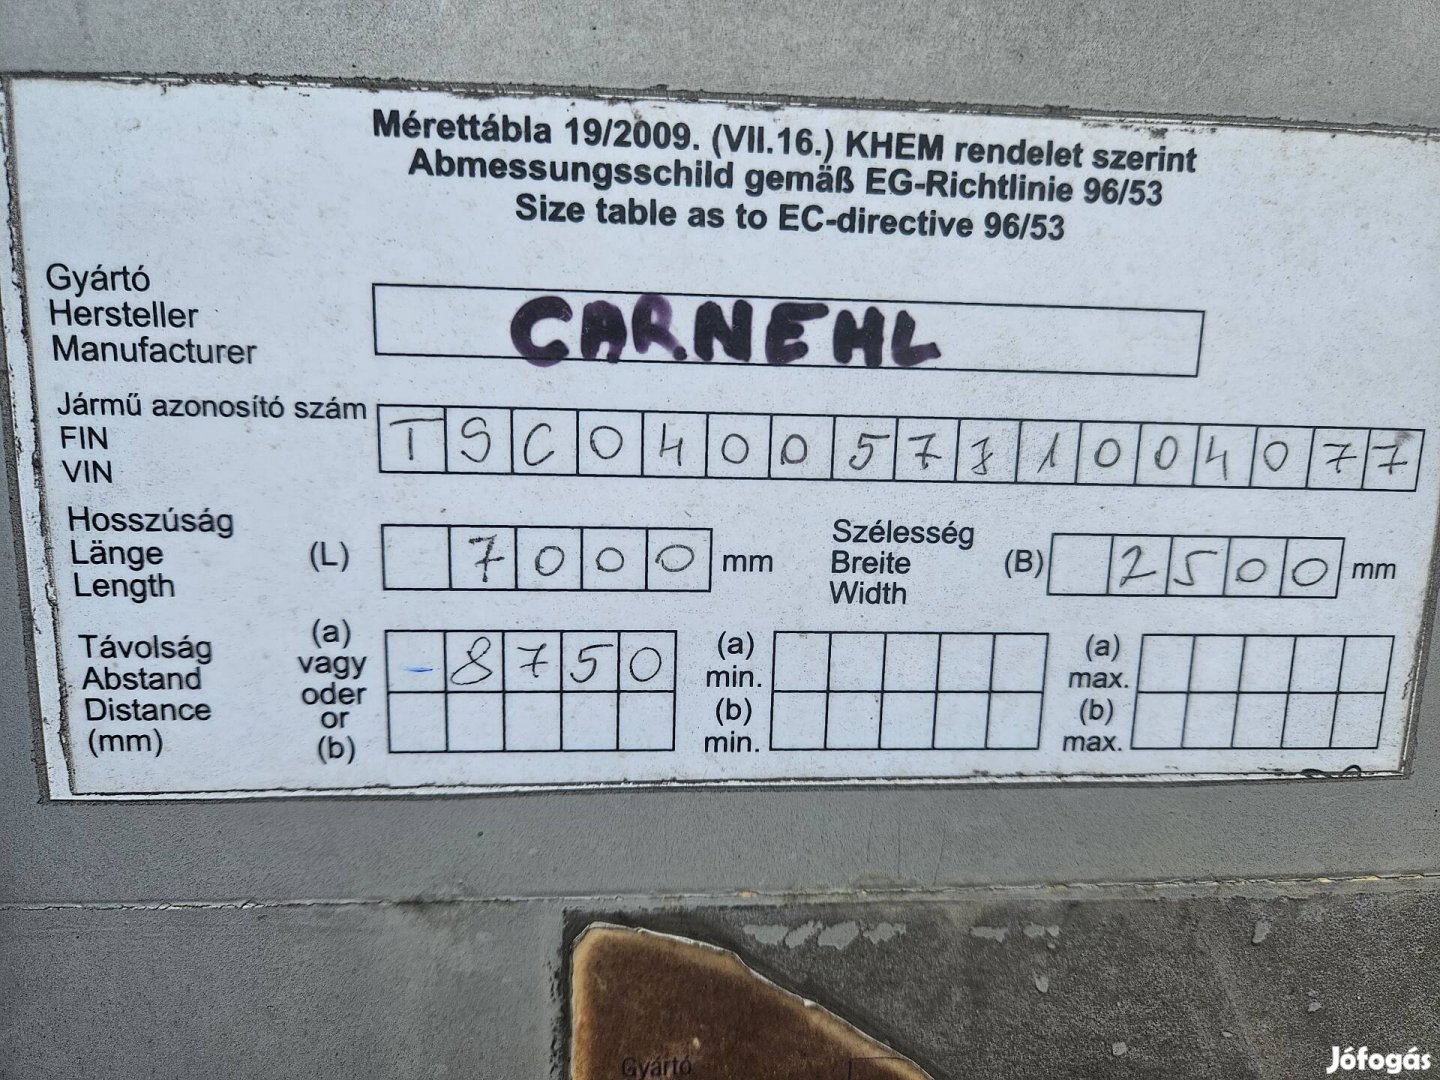 Mérettábla 19/2009. (VII.16.) KHEM rendelet szerint
Abmessungsschild gemäß EG-Richtlinie 96/53
Size table as to EC-directive 96/53
Gyártó
Hersteller
Manufacturer
CARNEHL
Jármű azonosító szám
FIN
VIN
TSC04005771004077
Hosszúság
Länge
Length
(L)
7000
mm
Szélesség
Breite
Width
(B)
2500
mm
Távolság
Abstand
Distance
(mm)
(a)
vagy
oder
or
(b)
-8750
(a)
min.
(b)
min.
(a)
max.
(b)
max.
Gyártó
Jófogás